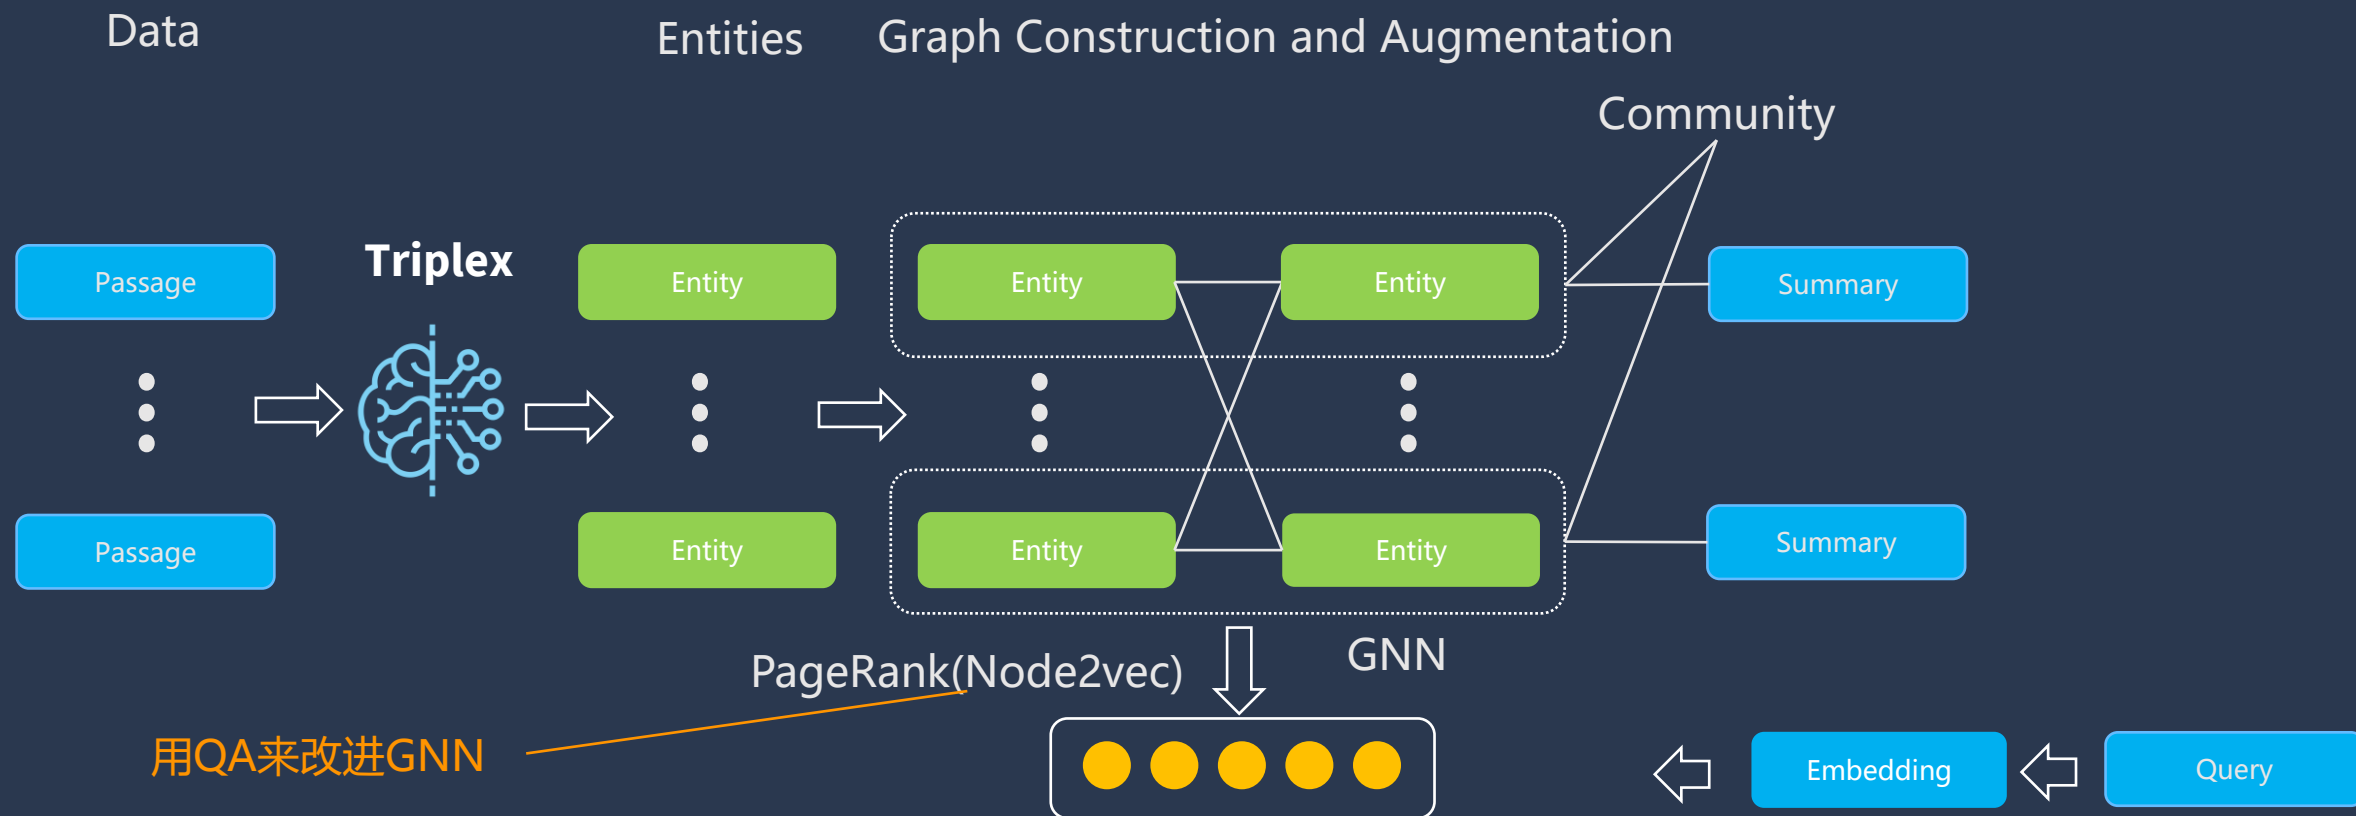 Data
Entities
Graph Construction and Augmentation
Community
Triplex
Passage
Entity
Entity
Entity
Summary
Passage
Entity
Entity
Entity
Summary
PageRank(Node2vec)
GNN
用QA来改进GNN
Embedding
Query